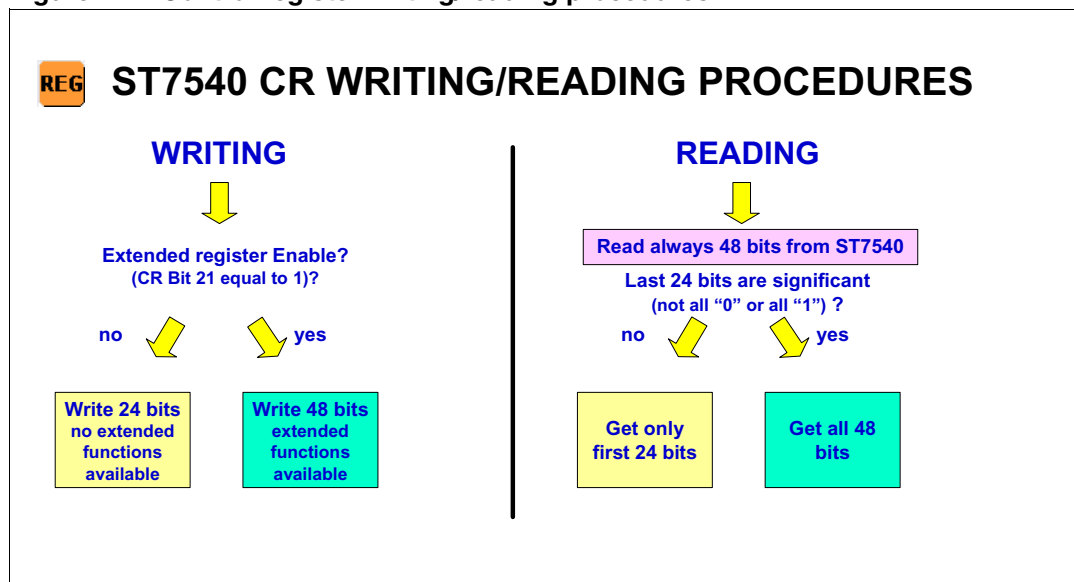 REG
ST7540 CR WRITING/READING PROCEDURES
WRITING
Extended register Enable?
(CR Bit 21 equal to 1)?
no
yes
Write 24 bits
no extended
functions
available
Write 48 bits
extended
functions
available
READING
Read always 48 bits from ST7540
Last 24 bits are significant
(not all “0” or all “1”) ?
no
yes
Get only
first 24 bits
Get all 48
bits